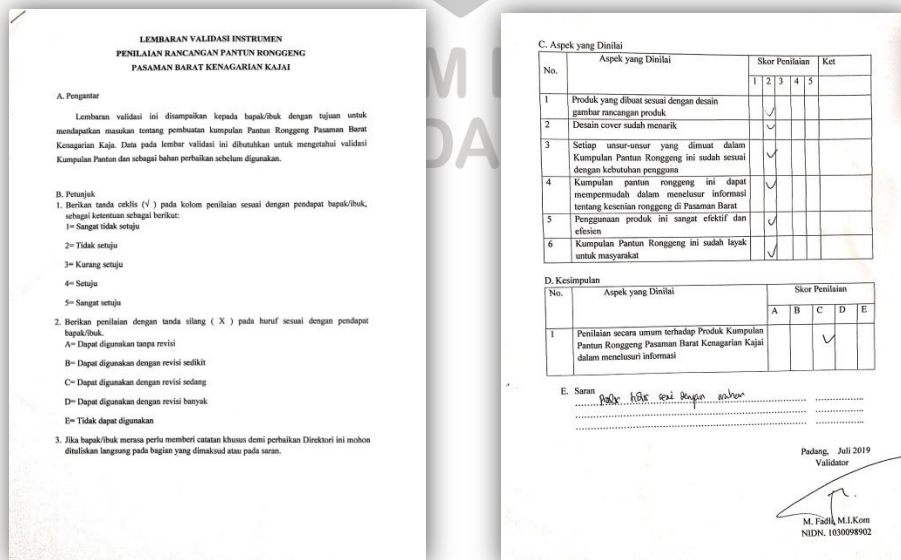 LEMBARAN VALIDASI INSTRUMEN
PENILAIAN RANCANGAN PANTUN RONGGENG
PASAMAN BARAT KENAGARIAN KAJAI
A. Pengantar
Lembaran validasi ini disampaikan kepada bapak/ibuk dengan tujuan untuk
mendapatkan masukan tentang pembuatan kumpulan Pantun Ronggeng Pasaman Barat
Kenagarian Kaja. Data pada lembar validasi ini dibutuhkan untuk mengetahui validasi
Kumpulan Pantun dan sebagai bahan perbaikan sebelum digunakan.
B. Petunjuk
1. Berikan tanda ceklis (√ ) pada kolom penilaian sesuai dengan pendapat bapak/ibuk,
sebagai ketentuan sebagai berikut:
1= Sangat tidak setuju
2= Tidak setuju
3= Kurang setuju
4= Setuju
5= Sangat setuju
2. Berikan penilaian dengan tanda silang ( X ) pada huruf sesuai dengan pendapat
bapak/ibuk.
A= Dapat digunakan tanpa revisi
B= Dapat digunakan dengan revisi sedikit
C= Dapat digunakan dengan revisi sedang
D= Dapat digunakan dengan revisi banyak
E= Tidak dapat digunakan
3. Jika bapak/ibuk merasa perlu memberi catatan khusus demi perbaikan Direktori ini mohon
dituliskan langsung pada bagian yang dimaksud atau pada saran.
C. Aspek yang Dinilai
No. Aspek yang Dinilai Skor Penilaian Ket
1 2 3 4 5
1 Produk yang dibuat sesuai dengan desain
gambar rancangan produk
2 Desain cover sudah menarik
3 Setiap unsur-unsur yang dimuat dalam
Kumpulan Pantun Ronggeng ini sudah sesuai
dengan kebutuhan pengguna
4 Kumpulan pantun ronggeng ini dapat
mempermudah dalam menelusur informasi
tentang kesenian ronggeng di Pasaman Barat
5 Penggunaan produk ini sangat efektif dan
efesien
6 Kumpulan Pantun Ronggeng ini sudah layak
untuk masyarakat
D. Kesimpulan
No. Aspek yang Dinilai Skor Penilaian
A B C D E
1 Penilaian secara umum terhadap Produk Kumpulan
Pantun Ronggeng Pasaman Barat Kenagarian Kajai
dalam menelusuri informasi
E. Saran
Padang, Juli 2019
Validator
M. Fadli, M.I.Kom
NIDN. 1030098902